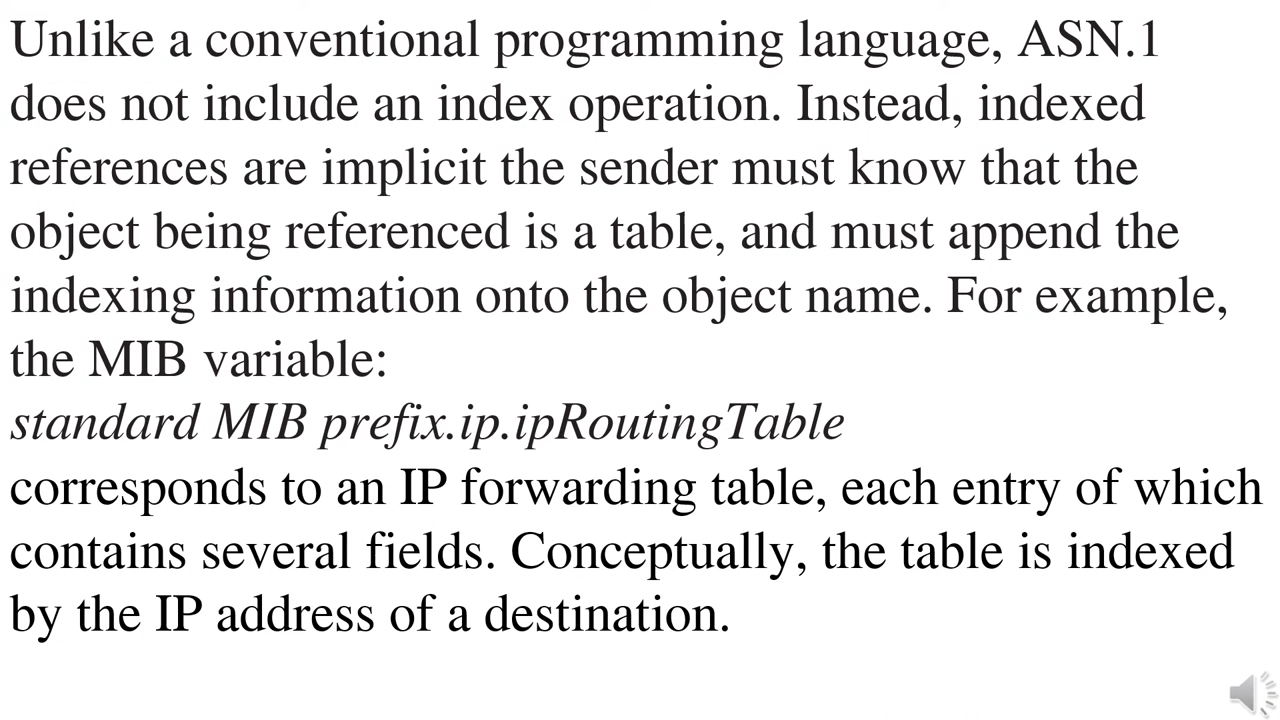 Unlike a conventional programming language, ASN.1
does not include an index operation. Instead, indexed
references are implicit the sender must know that the
object being referenced is a table, and must append the
indexing information onto the object name. For example,
the MIB variable:
standard MIB prefix.ip.ipRoutingTable
corresponds to an IP forwarding table, each entry of which
contains several fields. Conceptually, the table is indexed
by the IP address of a destination.